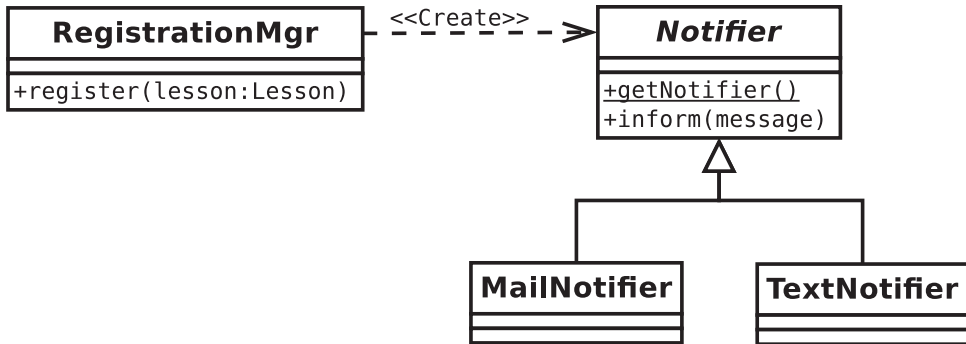 RegistrationMgr
+register(lesson:Lesson)
<<Create>>
Notifier
+getNotifier()
+inform(message)
MailNotifier
TextNotifier